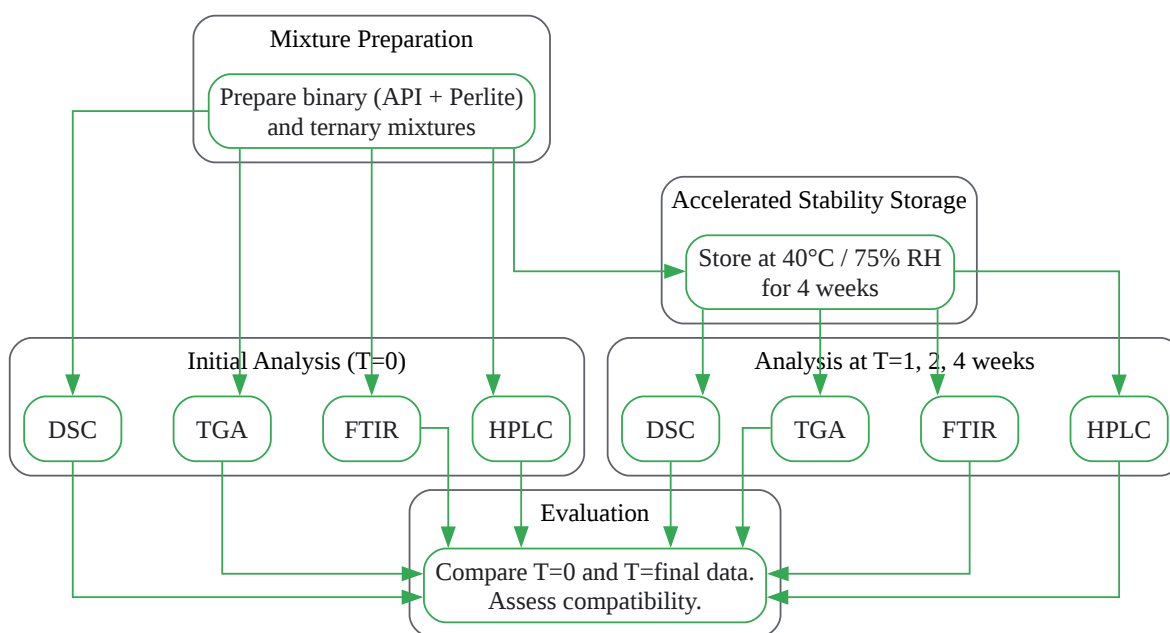 Mixture Preparation
Prepare binary (API + Perlite)
and ternary mixtures
Accelerated Stability Storage
Store at 40°C / 75% RH
for 4 weeks
Initial Analysis (T=0)
DSC
TGA
FTIR
HPLC
Analysis at T=1, 2, 4 weeks
DSC
TGA
FTIR
HPLC
Evaluation
Compare T=0 and T=final data.
Assess compatibility.